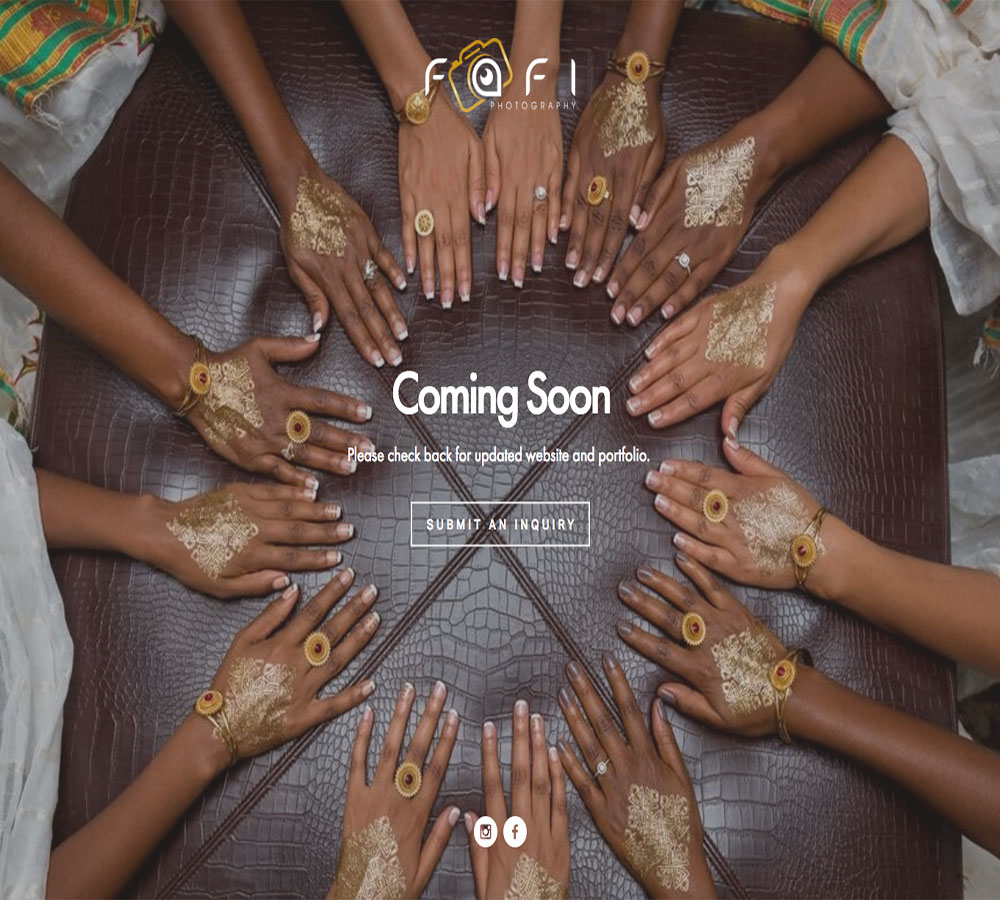 FaFI
PHOTOGRAPHY
Coming Soon
Please check back for updated website and portfolio.
SUBMIT AN INQUIRY
f